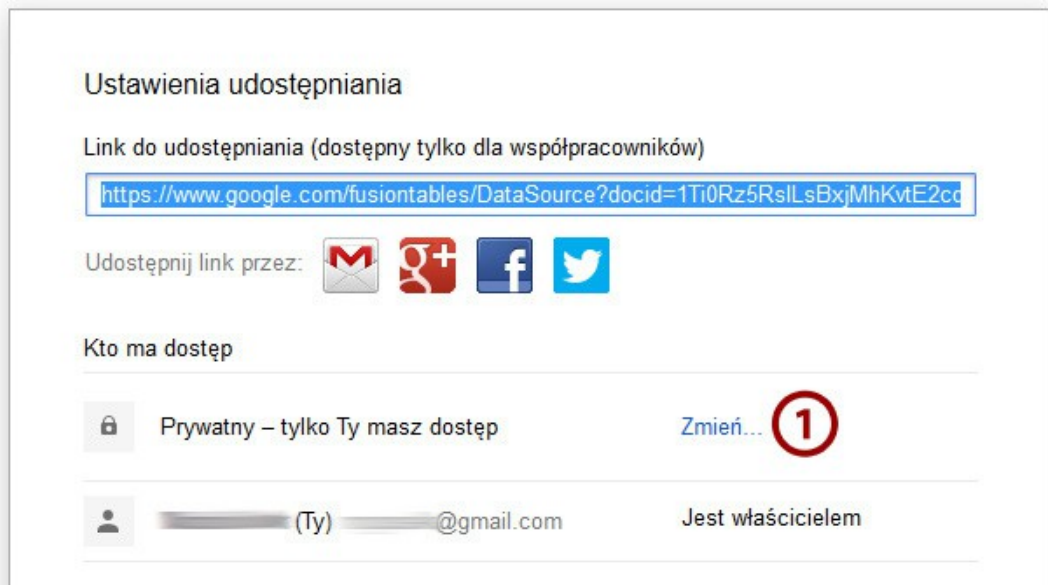 Ustawienia udostępniania
Link do udostępniania (dostępny tylko dla współpracowników)
https://www.google.com/fusiontables/DataSource?docid=1Ti0Rz5RslLsBxjMhKvtE2cc
Udostępnij link przez:
Kto ma dostęp
Prywatny – tylko Ty masz dostęp Zmień... 1
(Ty) @gmail.com Jest właścicielem